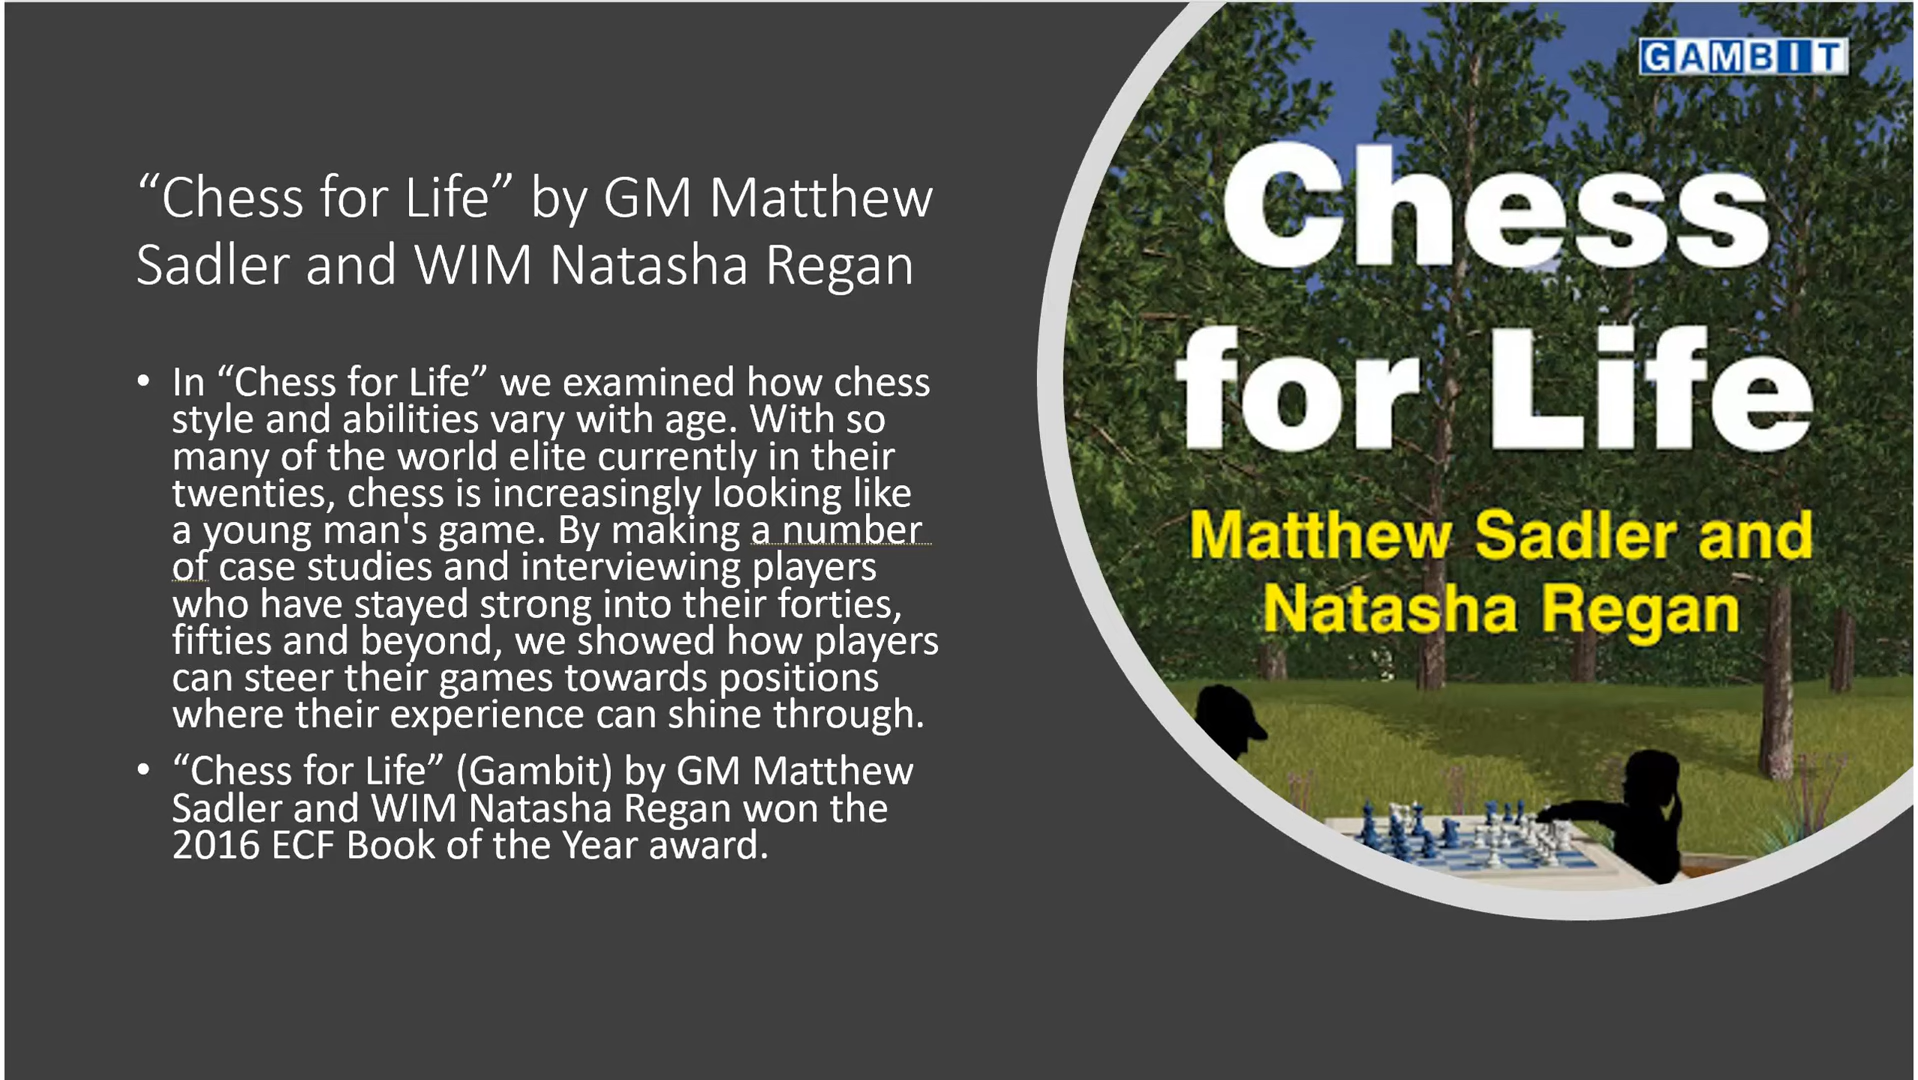 “Chess for Life” by GM Matthew
Sadler and WIM Natasha Regan
• In “Chess for Life” we examined how chess
style and abilities vary with age. With so
many of the world elite currently in their
twenties, chess is increasingly looking like
a young man's game. By making a number
of case studies and interviewing players
who have stayed strong into their forties,
fifties and beyond, we showed how players
can steer their games towards positions
where their experience can shine through.
• “Chess for Life” (Gambit) by GM Matthew
Sadler and WIM Natasha Regan won the
2016 ECF Book of the Year award.
GAMBIT
Chess
for Life
Matthew Sadler and
Natasha Regan